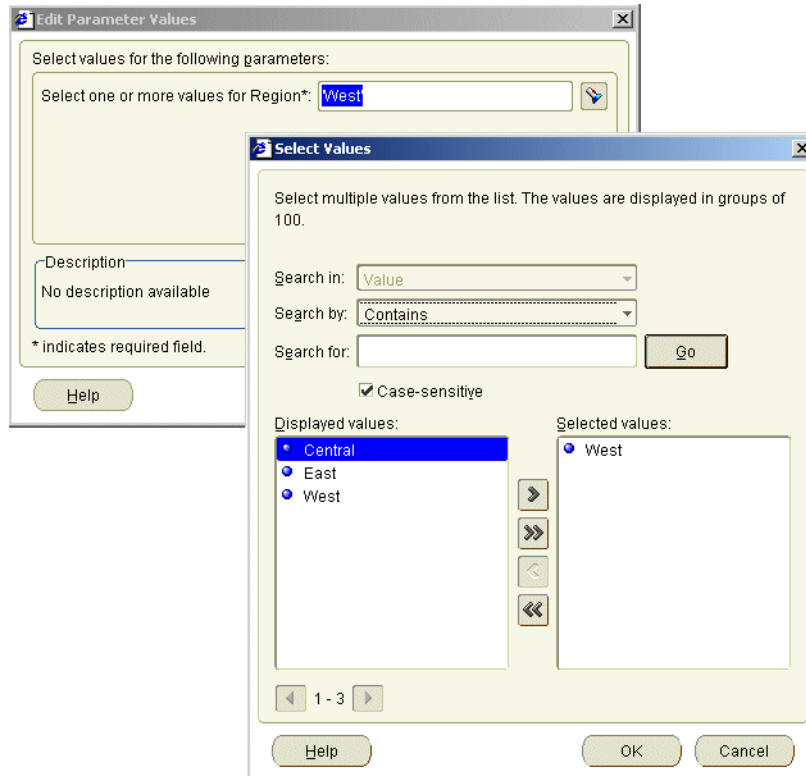 Edit Parameter Values
Select values for the following parameters:
Select one or more values for Region*: 'West'
Description
No description available
* indicates required field.
Help
Select Values
Select multiple values from the list. The values are displayed in groups of
100.
Search in: Value
Search by: Contains
Search for:
Go
Case-sensitive
Displayed values:
Central
East
West
Selected values:
West
1 - 3
Help
OK
Cancel